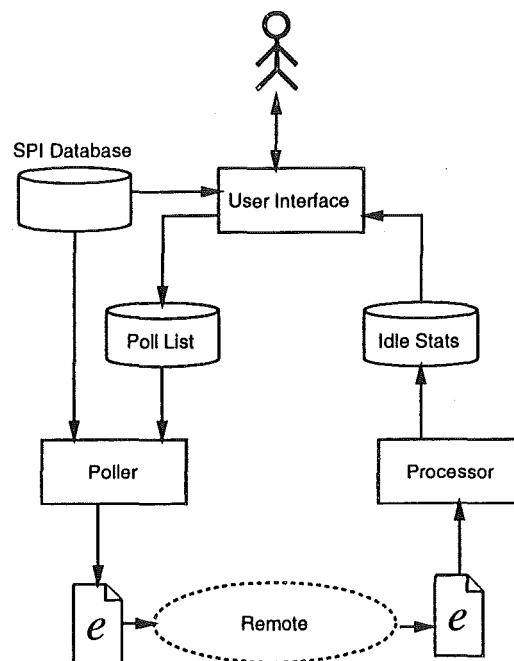 SPI Database
User Interface
Poll List
Idle Stats
Poller
Processor
e
Remote
e